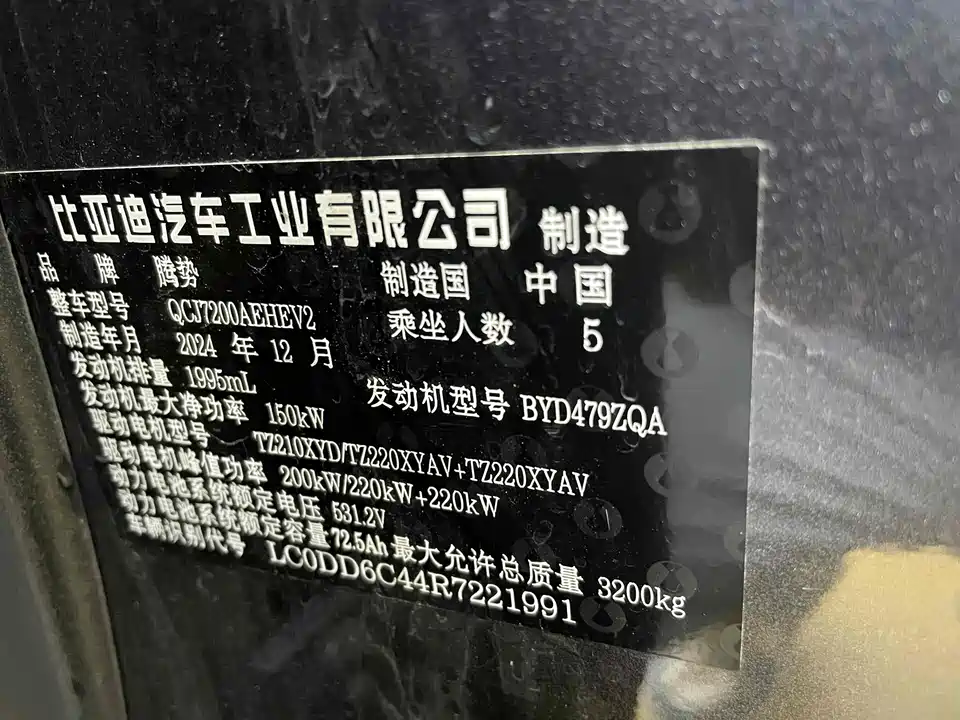 比亚迪汽车工业有限公司 制造
品 牌 腾势 制造国 中国
整车型号 QCJ7200AEHEV2 乘坐人数 5
制造年月 2024 年 12 月
发动机排量 1995mL 发动机型号 BYD479ZQA
发动机最大净功率 150kW
驱动电机型号 TZ210XYD/TZ220XYAV+TZ220XYAV
驱动电机峰值功率 200kW/220kW+220kW
动力电池系统额定电压 531.2V
动力电池系统额定容量 72.5Ah 最大允许总质量 3200kg
车辆识别代号 LC0DD6C44R7221991